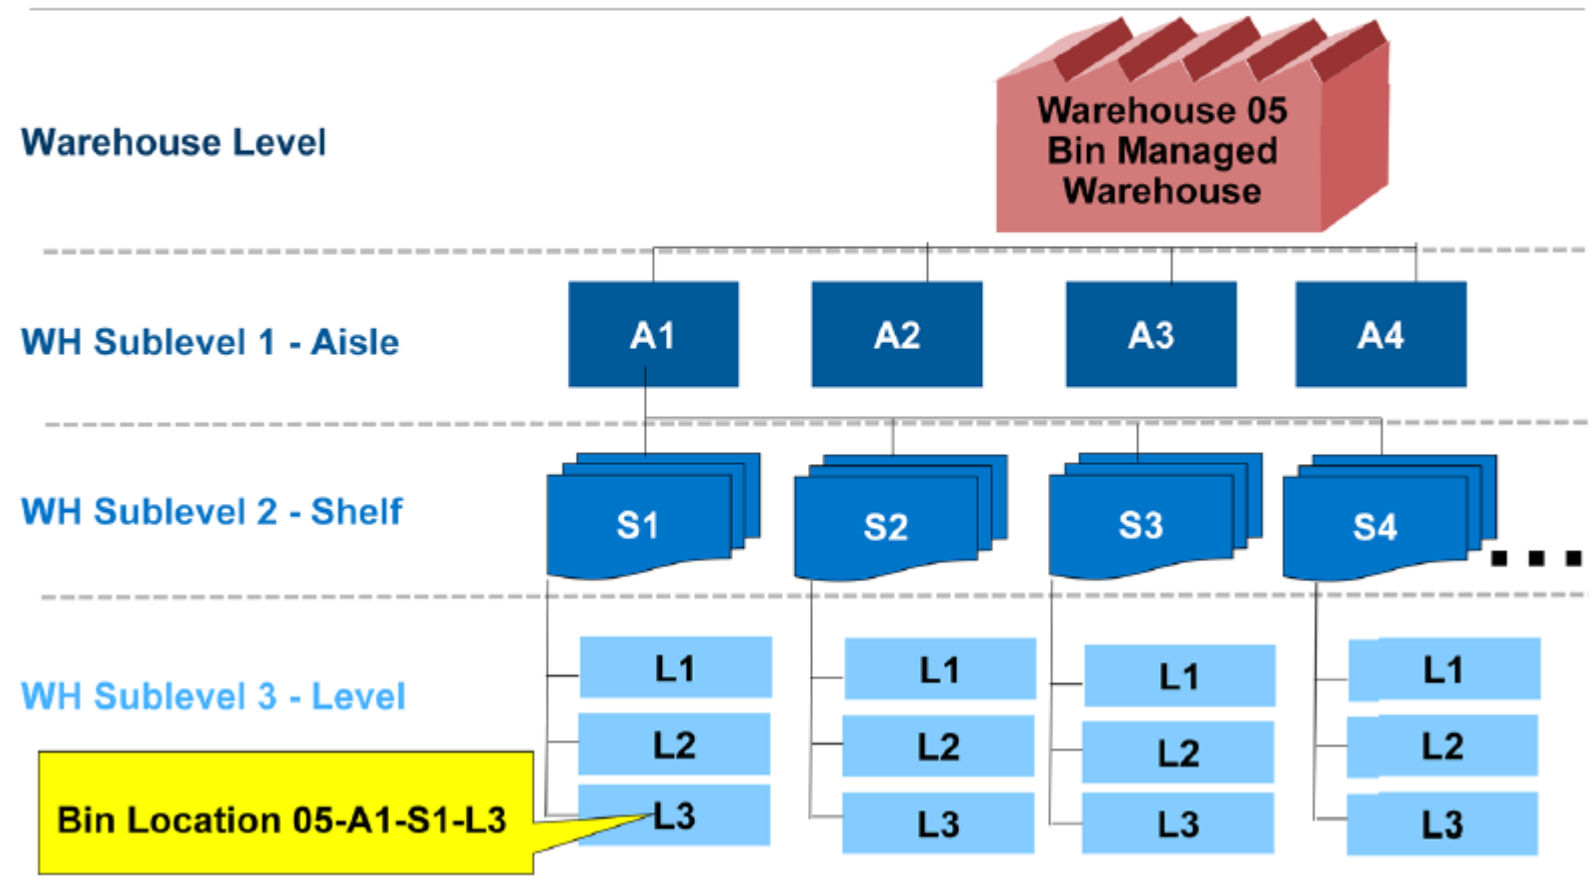 Warehouse Level
Warehouse 05
Bin Managed
Warehouse
WH Sublevel 1 - Aisle
A1
A2
A3
A4
WH Sublevel 2 - Shelf
S1
S2
S3
S4
WH Sublevel 3 - Level
L1
L1
L1
L1
L2
L2
L2
L2
Bin Location 05-A1-S1-L3
L3
L3
L3
L3